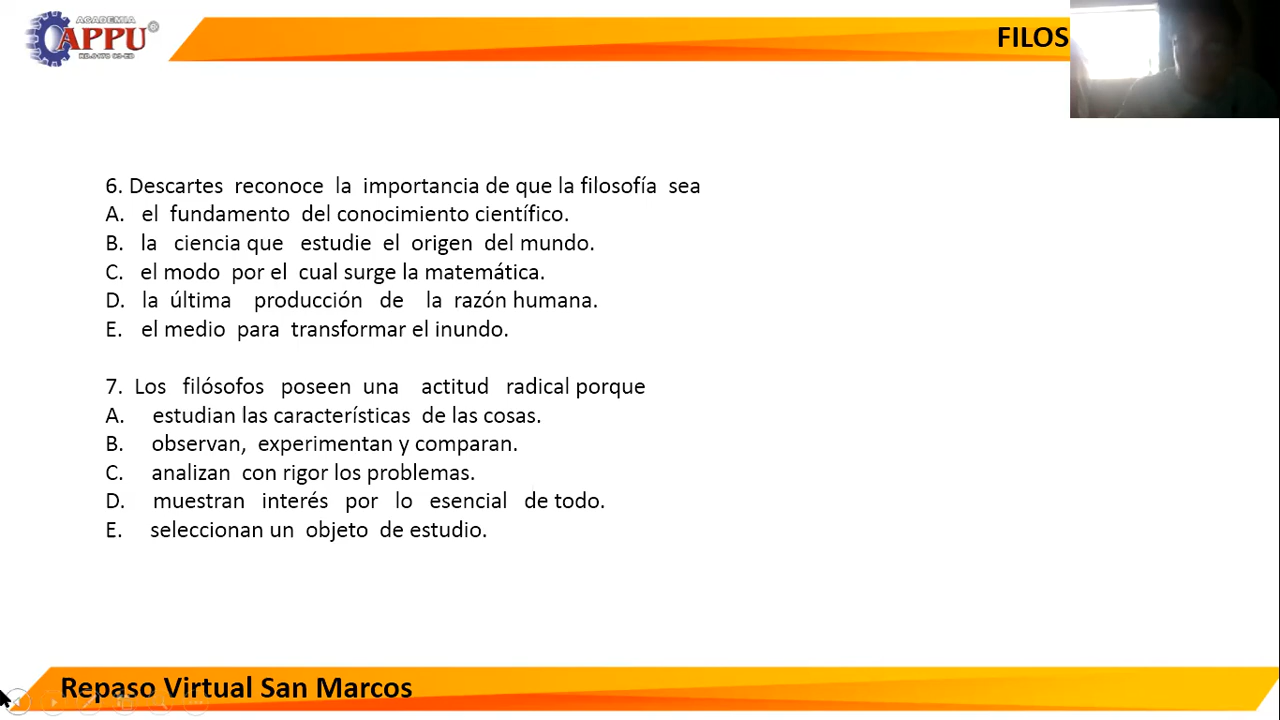 ACADEMIA
APPU
FILOS
6. Descartes reconoce la importancia de que la filosofía sea
A. el fundamento del conocimiento científico.
B. la ciencia que estudie el origen del mundo.
C. el modo por el cual surge la matemática.
D. la última producción de la razón humana.
E. el medio para transformar el inundo.
7. Los filósofos poseen una actitud radical porque
A. estudian las características de las cosas.
B. observan, experimentan y comparan.
C. analizan con rigor los problemas.
D. muestran interés por lo esencial de todo.
E. seleccionan un objeto de estudio.
Repaso Virtual San Marcos